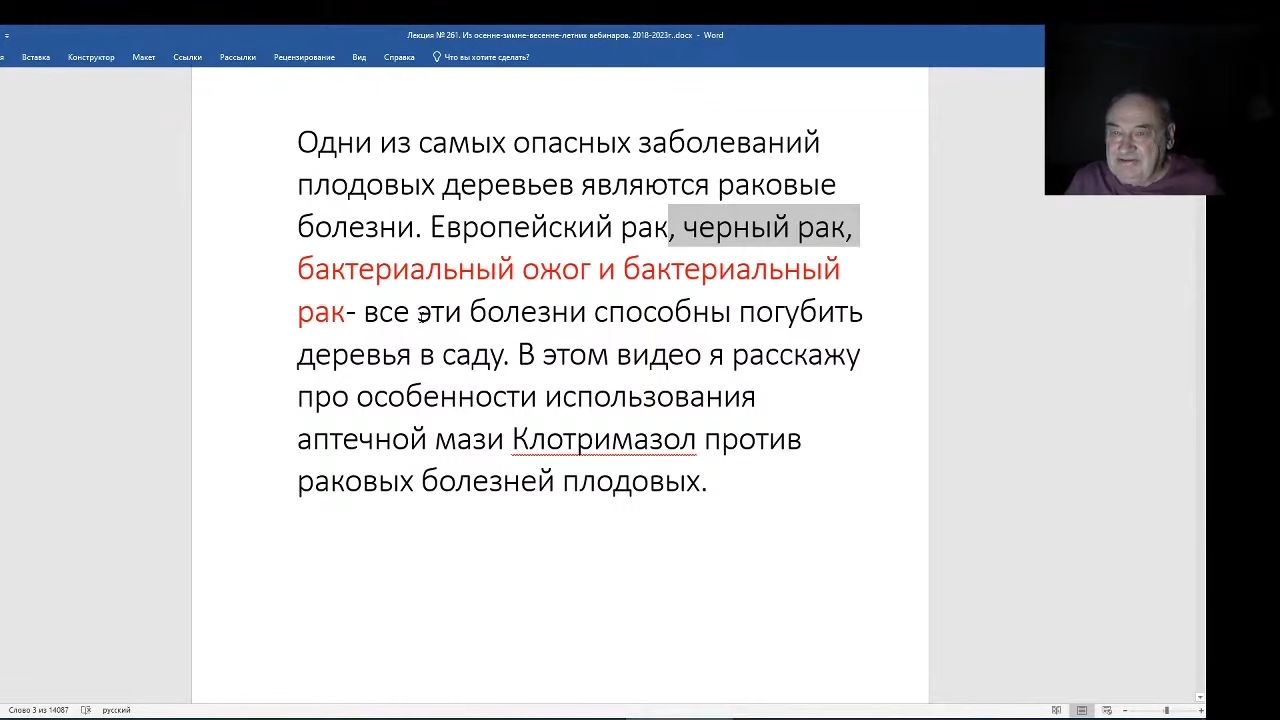 Лекция № 261. Из осенне-зимне-весенне-летних вебинаров. 2018-2023г..docx - Word
я Вставка Конструктор Макет Ссылки Рассылки Рецензирование Вид Справка Что вы хотите сделать?
Одни из самых опасных заболеваний
плодовых деревьев являются раковые
болезни. Европейский рак, черный рак,
бактериальный ожог и бактериальный
рак- все эти болезни способны погубить
деревья в саду. В этом видео я расскажу
про особенности использования
аптечной мази Клотримазол против
раковых болезней плодовых.
Слово 3 из 14087 русский